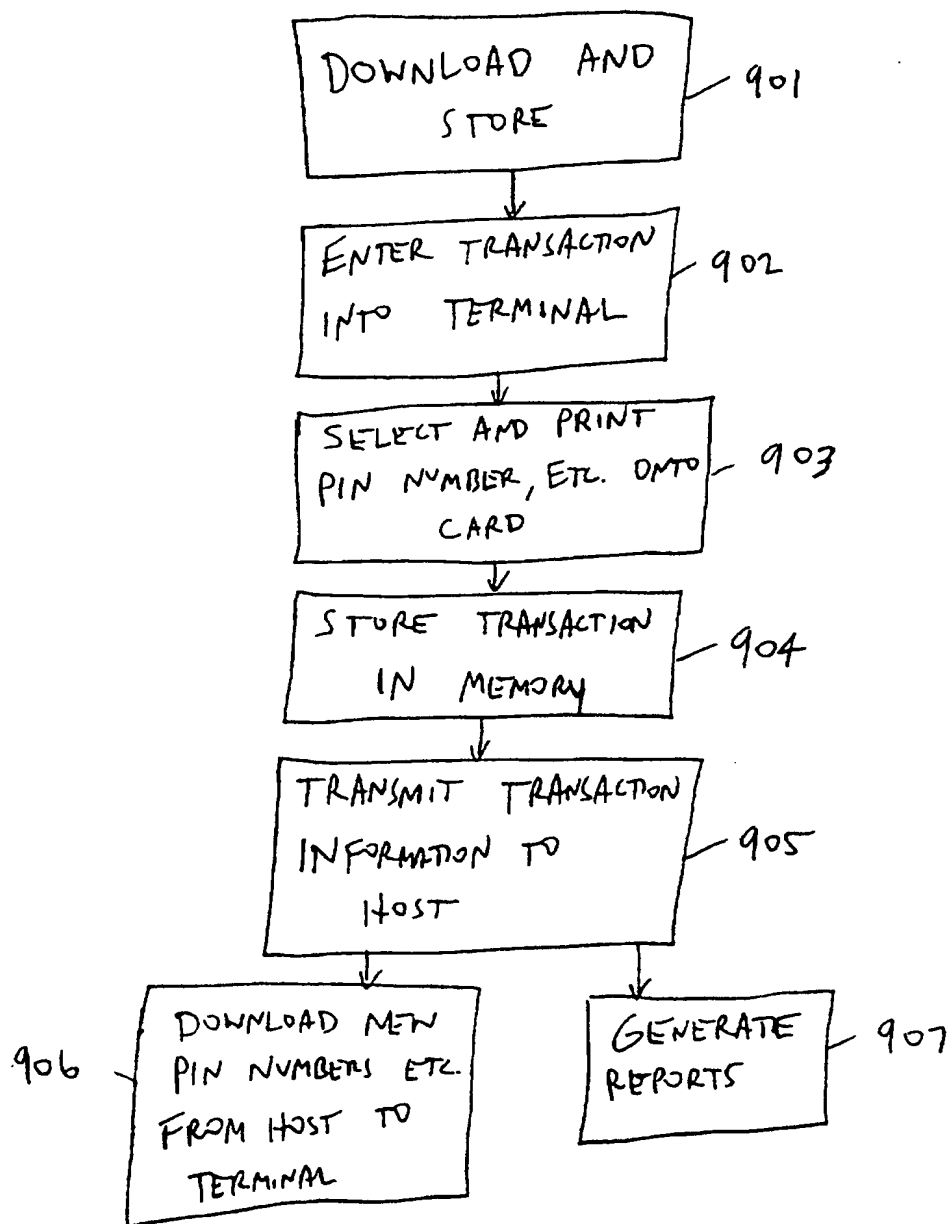 DOWNLOAD AND
STORE
901
ENTER TRANSACTION
INTO TERMINAL
902
SELECT AND PRINT
PIN NUMBER, ETC. ONTO
CARD
903
STORE TRANSACTION
IN MEMORY
904
TRANSMIT TRANSACTION
INFORMATION TO
HOST
905
DOWNLOAD NEW
PIN NUMBERS ETC.
FROM HOST TO
TERMINAL
906
GENERATE
REPORTS
907